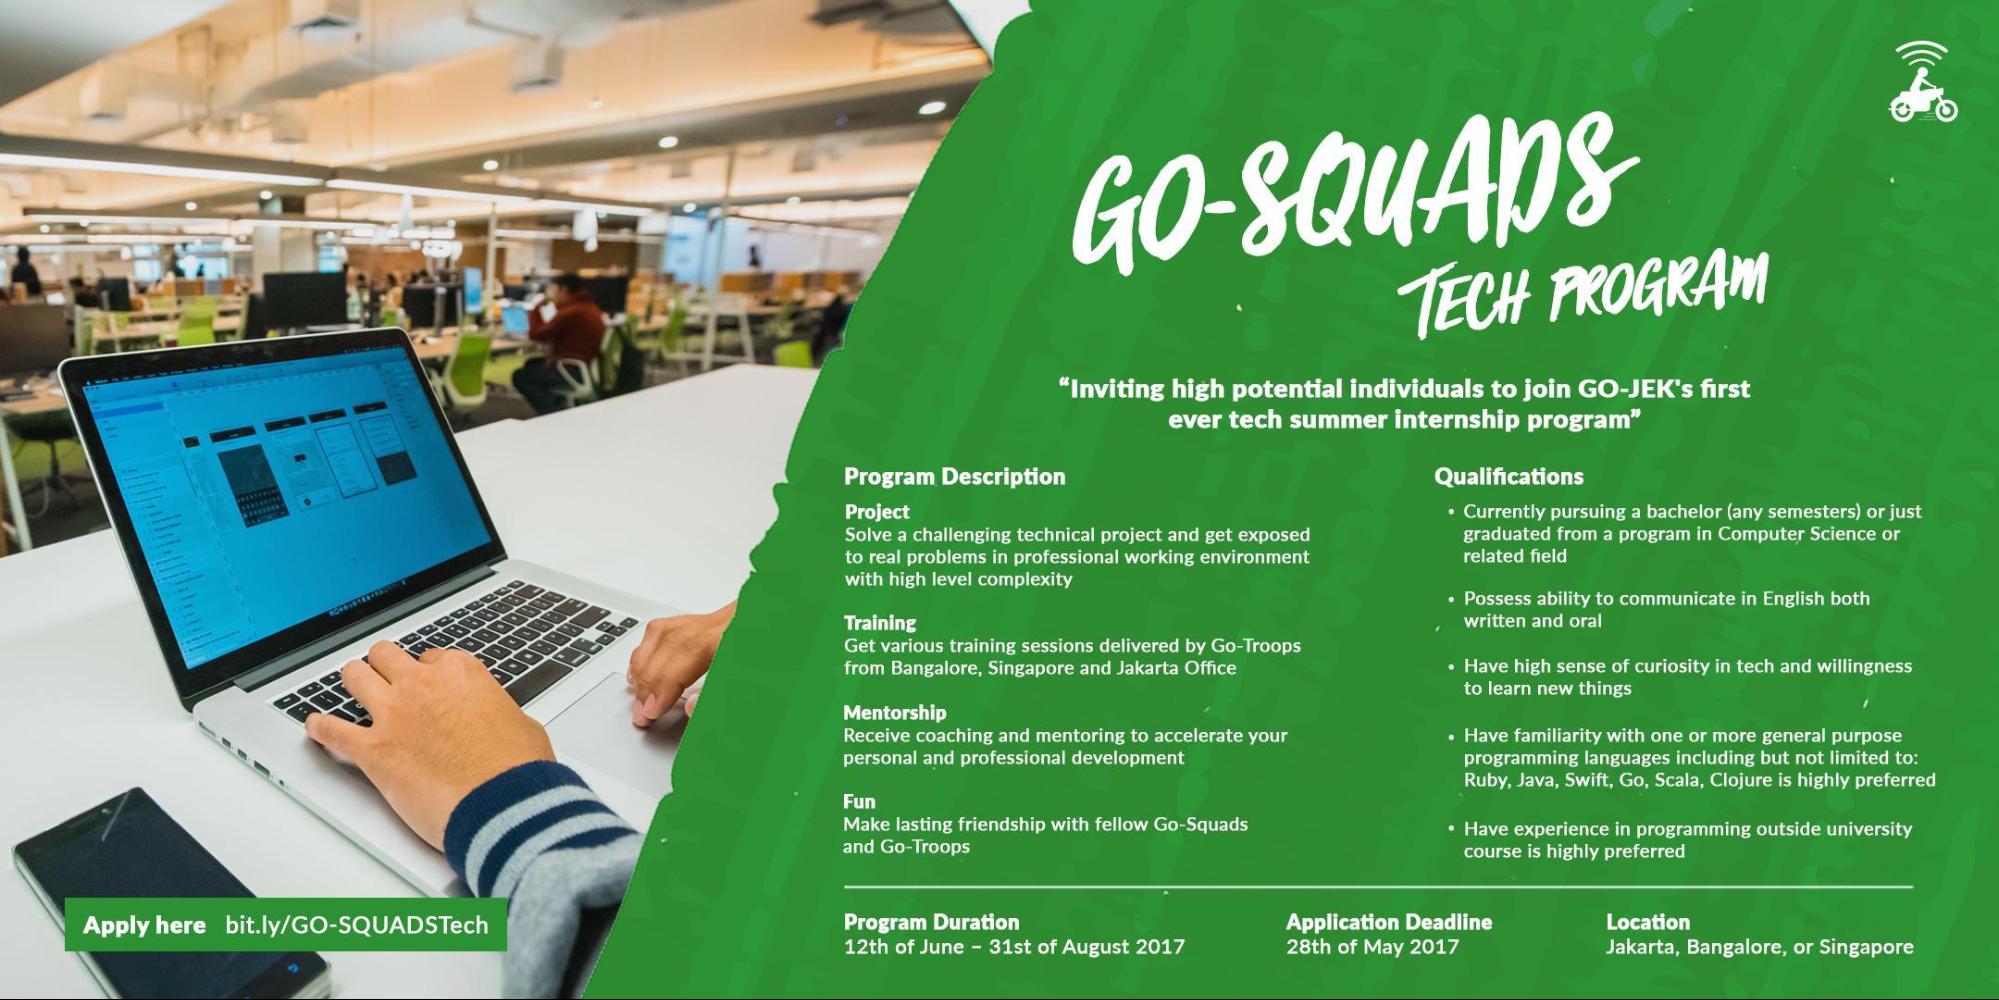 GO-SQUADS
TECH PROGRAM
“Inviting high potential individuals to join GO-JEK's first
ever tech summer internship program”
Program Description
Project
Solve a challenging technical project and get exposed
to real problems in professional working environment
with high level complexity
Training
Get various training sessions delivered by Go-Troops
from Bangalore, Singapore and Jakarta Office
Mentorship
Receive coaching and mentoring to accelerate your
personal and professional development
Fun
Make lasting friendship with fellow Go-Squads
and Go-Troops
Qualifications
• Currently pursuing a bachelor (any semesters) or just
graduated from a program in Computer Science or
related field
• Possess ability to communicate in English both
written and oral
• Have high sense of curiosity in tech and willingness
to learn new things
• Have familiarity with one or more general purpose
programming languages including but not limited to:
Ruby, Java, Swift, Go, Scala, Clojure is highly preferred
• Have experience in programming outside university
course is highly preferred
Program Duration
12th of June – 31st of August 2017
Application Deadline
28th of May 2017
Location
Jakarta, Bangalore, or Singapore
Apply here bit.ly/GO-SQUADSTech